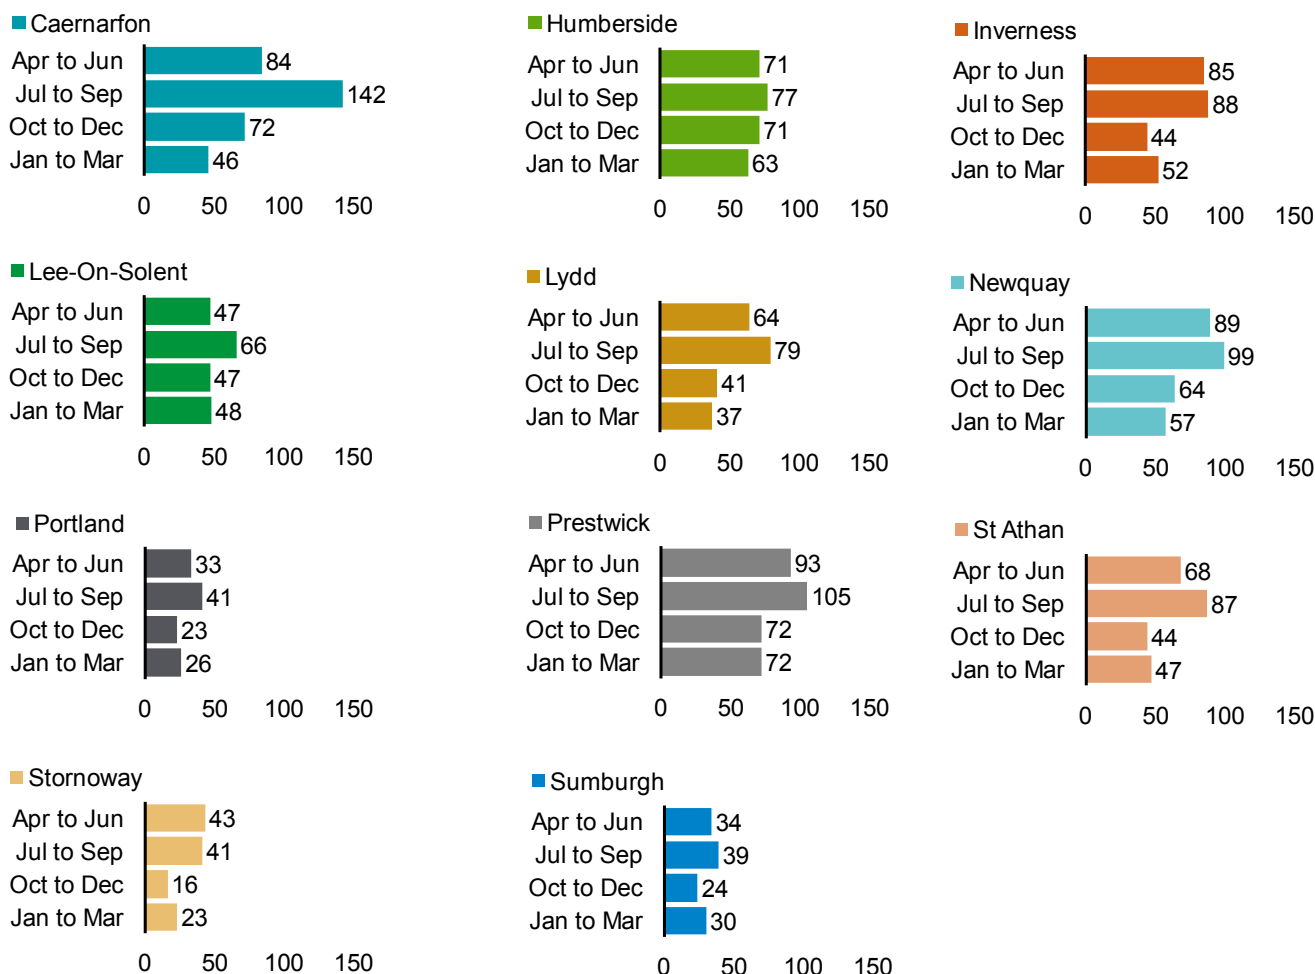 Caernarfon
Apr to Jun 84
Jul to Sep 142
Oct to Dec 72
Jan to Mar 46
0 50 100 150
Humberside
Apr to Jun 71
Jul to Sep 77
Oct to Dec 71
Jan to Mar 63
0 50 100 150
Inverness
Apr to Jun 85
Jul to Sep 88
Oct to Dec 44
Jan to Mar 52
0 50 100 150
Lee-On-Solent
Apr to Jun 47
Jul to Sep 66
Oct to Dec 47
Jan to Mar 48
0 50 100 150
Lydd
Apr to Jun 64
Jul to Sep 79
Oct to Dec 41
Jan to Mar 37
0 50 100 150
Newquay
Apr to Jun 89
Jul to Sep 99
Oct to Dec 64
Jan to Mar 57
0 50 100 150
Portland
Apr to Jun 33
Jul to Sep 41
Oct to Dec 23
Jan to Mar 26
0 50 100 150
Prestwick
Apr to Jun 93
Jul to Sep 105
Oct to Dec 72
Jan to Mar 72
0 50 100 150
St Athan
Apr to Jun 68
Jul to Sep 87
Oct to Dec 44
Jan to Mar 47
0 50 100 150
Stornoway
Apr to Jun 43
Jul to Sep 41
Oct to Dec 16
Jan to Mar 23
0 50 100 150
Sumburgh
Apr to Jun 34
Jul to Sep 39
Oct to Dec 24
Jan to Mar 30
0 50 100 150